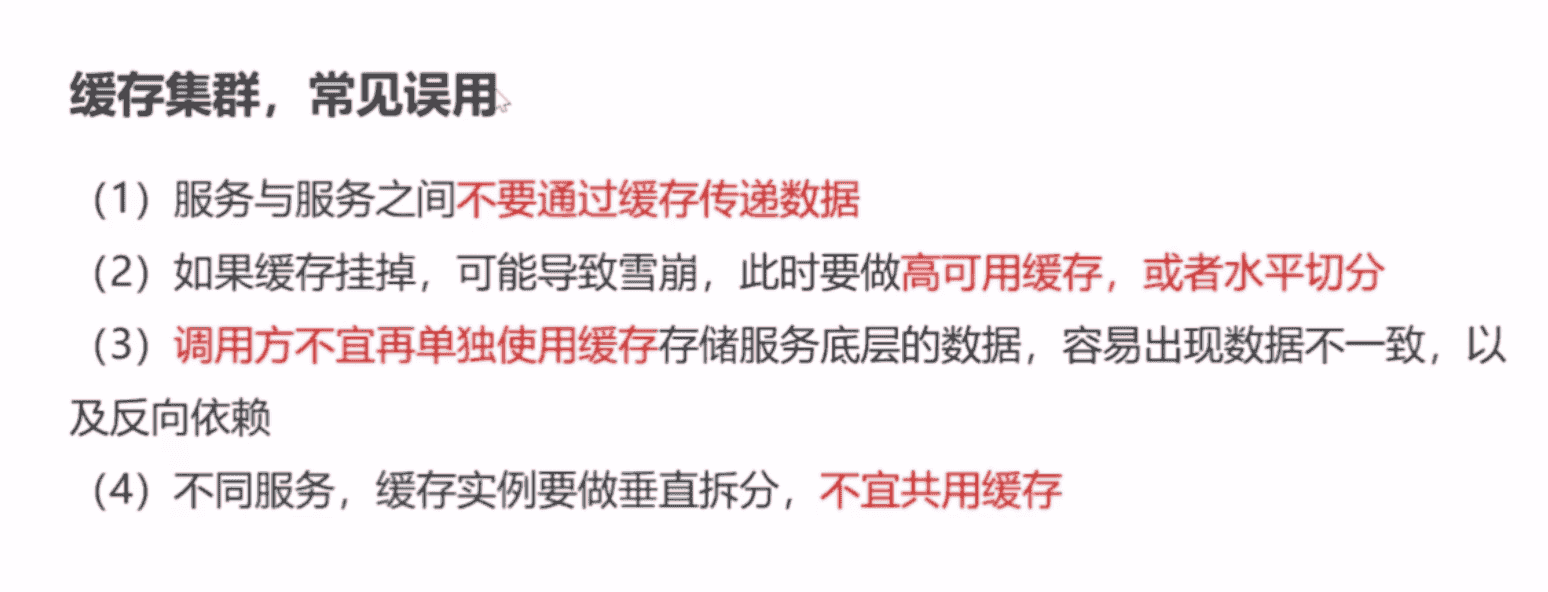 缓存集群，常见误用
（1）服务与服务之间不要通过缓存传递数据
（2）如果缓存挂掉，可能导致雪崩，此时要做高可用缓存，或者水平切分
（3）调用方不宜再单独使用缓存存储服务底层的数据，容易出现数据不一致，以
及反向依赖
（4）不同服务，缓存实例要做垂直拆分，不宜共用缓存